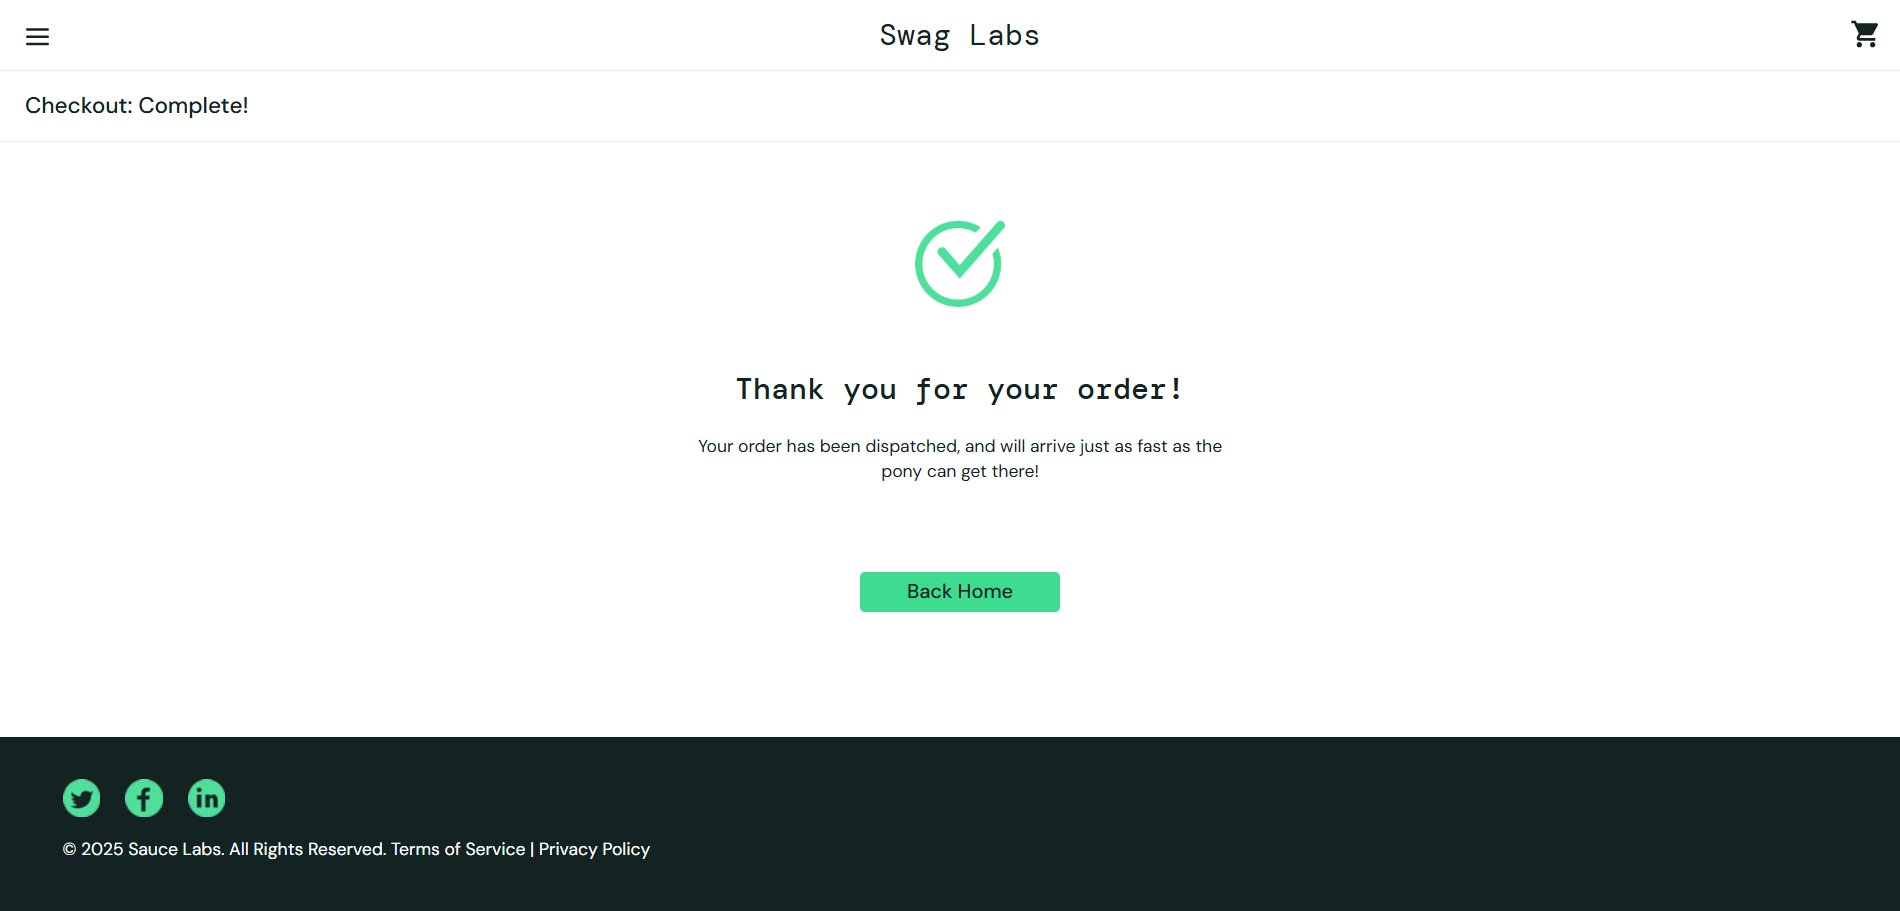 Swag Labs
Checkout: Complete!
Thank you for your order!
Your order has been dispatched, and will arrive just as fast as the
pony can get there!
Back Home
© 2025 Sauce Labs. All Rights Reserved. Terms of Service | Privacy Policy